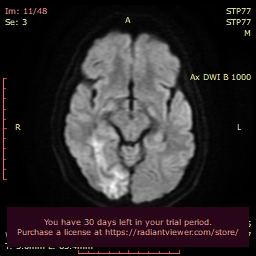 Im: 11/48
STP77
Se: 3
STP77
M
A
Ax DWI B 1000
R
L
You have 30 days left in your trial period.
Purchase a license at https://radiantviewer.com/store/